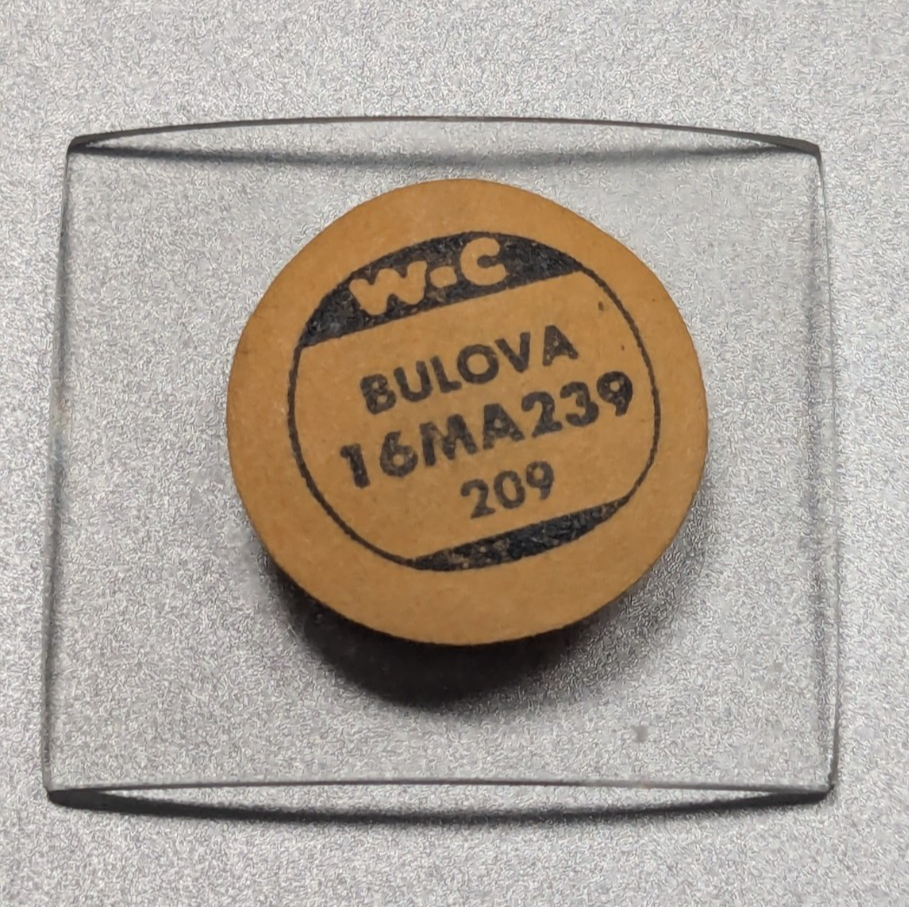 W-C
BULOVA
16MA239
209